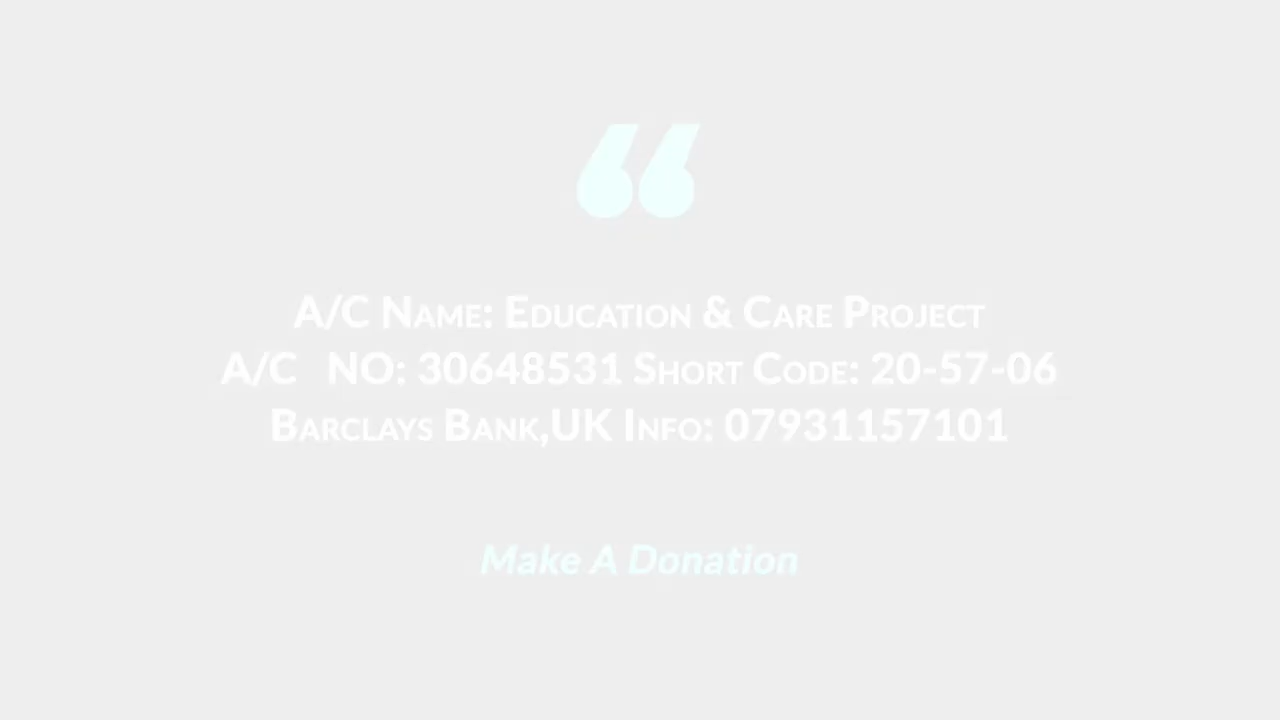 “
A/C Name: Education & Care Project
A/C NO: 30648531 Short Code: 20-57-06
Barclays Bank,UK Info: 07931157101
Make A Donation